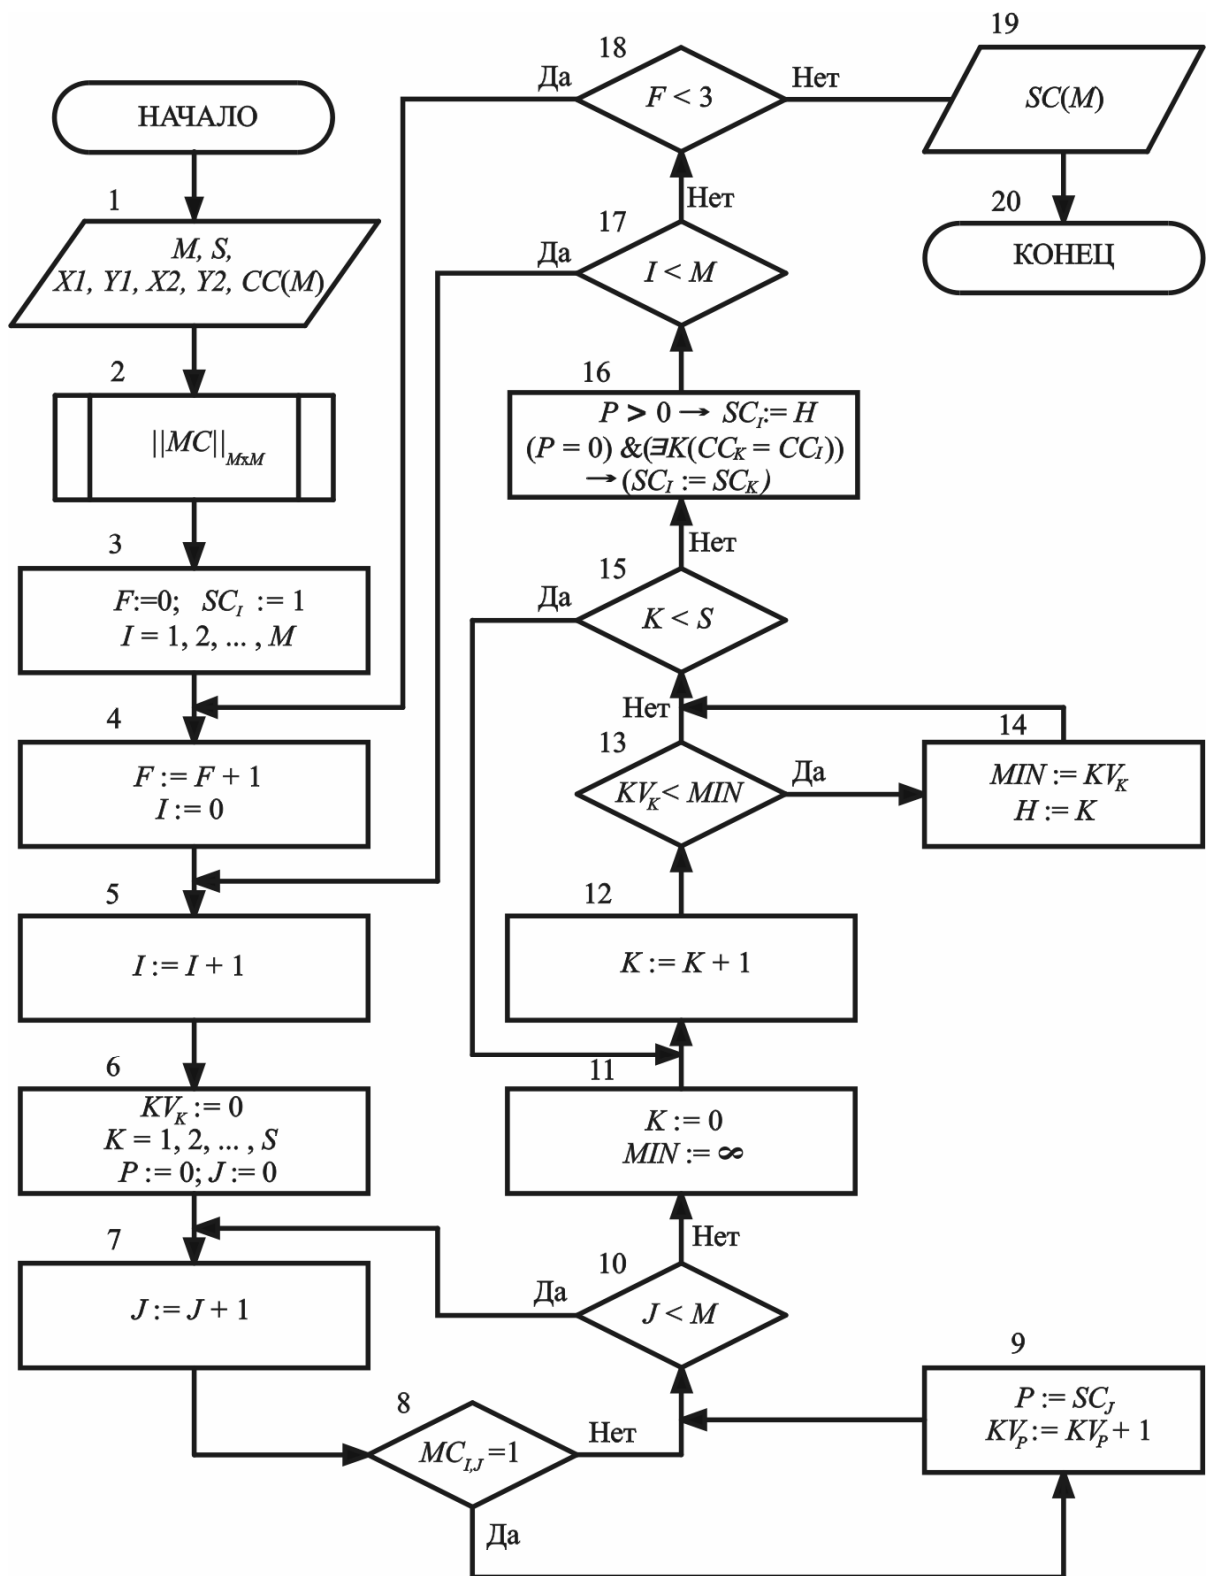 НАЧАЛО
1
M, S,
X1, Y1, X2, Y2, CC(M)
2
||MC||MxM
3
F:=0; SCI := 1
I = 1, 2, ... , M
4
F := F + 1
I := 0
5
I := I + 1
6
KVK := 0
K = 1, 2, ... , S
P := 0; J := 0
7
J := J + 1
8
MCI,J =1
Нет
Да
9
P := SCJ
KVP := KVP + 1
10
J < M
Да
Нет
11
K := 0
MIN := ∞
12
K := K + 1
13
KVK < MIN
Да
Нет
14
MIN := KVK
H := K
15
K < S
Да
Нет
16
P > 0 → SCI := H
(P = 0) &(∃K(CCK = CCI))
→ (SCI := SCK)
17
I < M
Да
Нет
18
F < 3
Да
Нет
19
SC(M)
20
КОНЕЦ